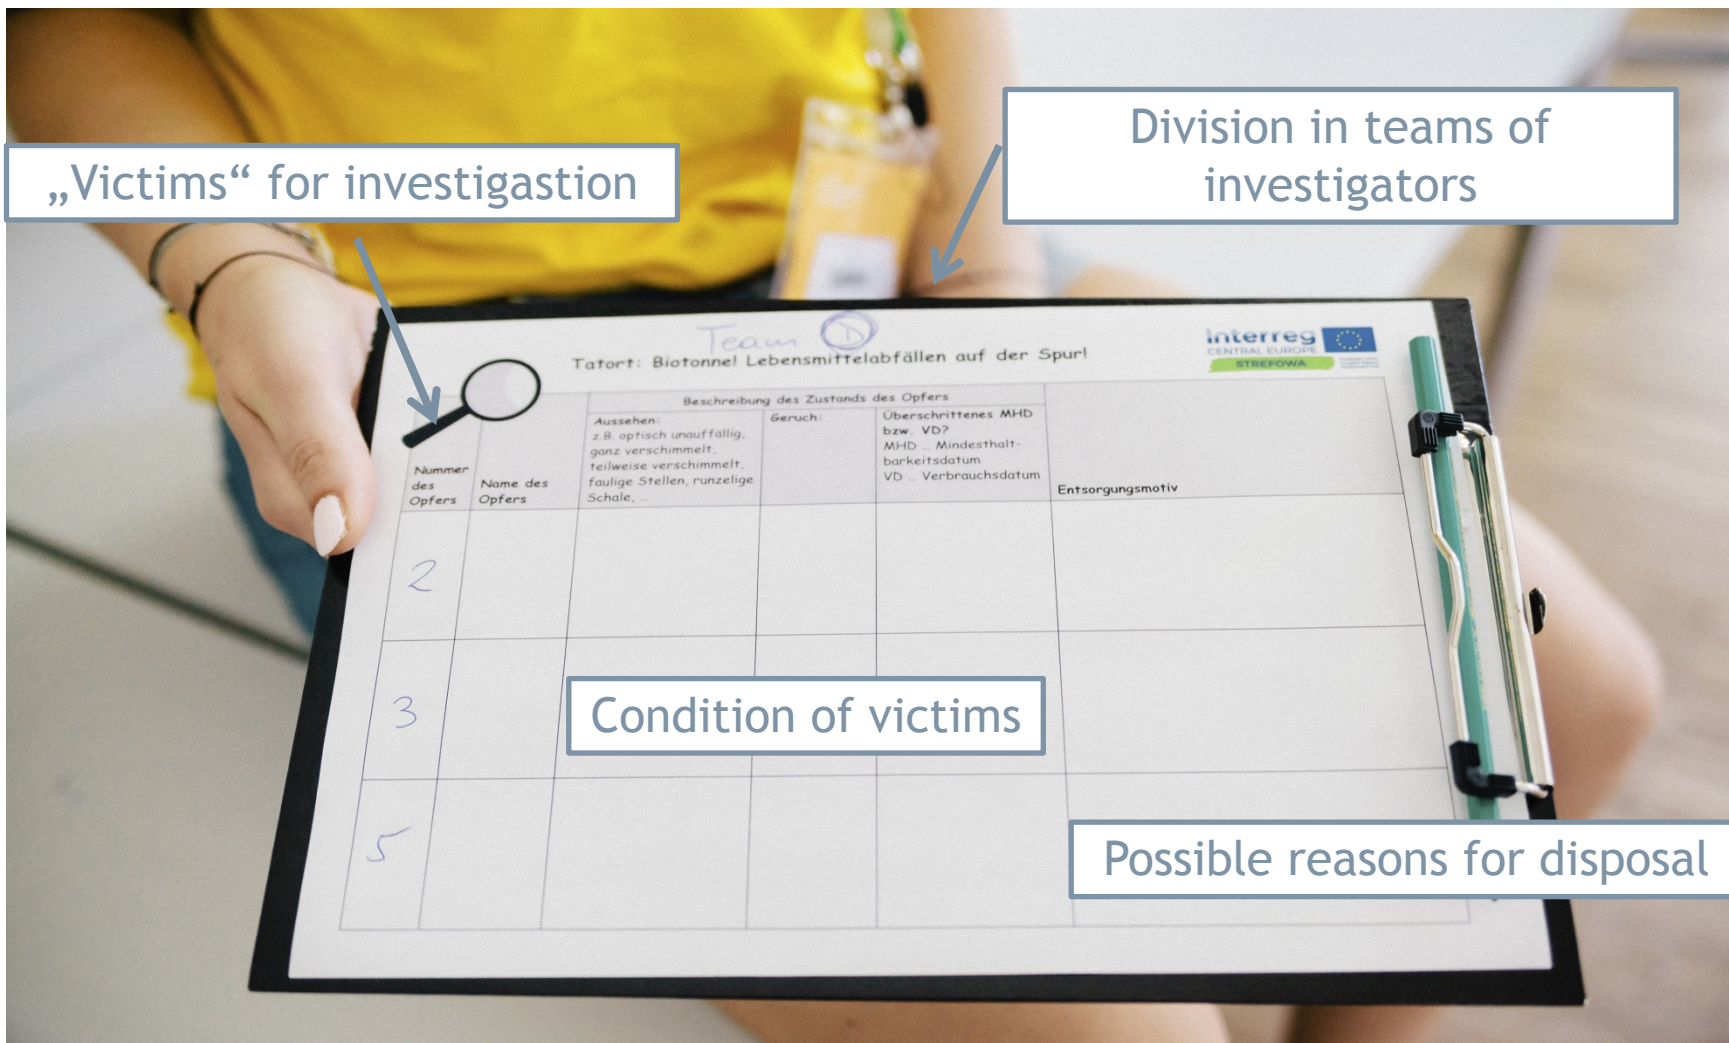 Division in teams of
investigators
„Victims“ for investigastion
Team D
Tatort: Biotonne! Lebensmittelabfällen auf der Spur!
Interreg
CENTRAL EUROPE
STREFOWA
Beschreibung des Zustands des Opfers
Nummer
des
Opfers
Name des
Opfers
Aussehen:
z.B. optisch unauffällig,
ganz verschimmelt,
teilweise verschimmelt,
faulige Stellen, runzelige
Schale, ...
Geruch:
Überschrittenes MHD
bzw. VD?
MHD ... Mindesthalt-
barkeitsdatum
VD ... Verbrauchsdatum
Entsorgungsmotiv
2
3
Condition of victims
5
Possible reasons for disposal